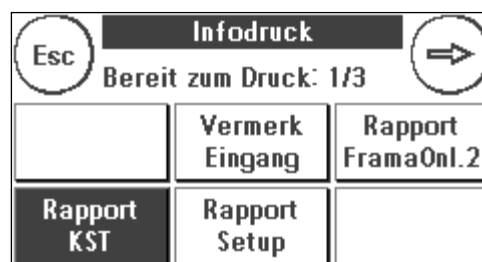 Infodruck
Esc
Bereit zum Druck: 1/3
Vermerk Eingang
Rapport FramaOnl.2
Rapport KST
Rapport Setup